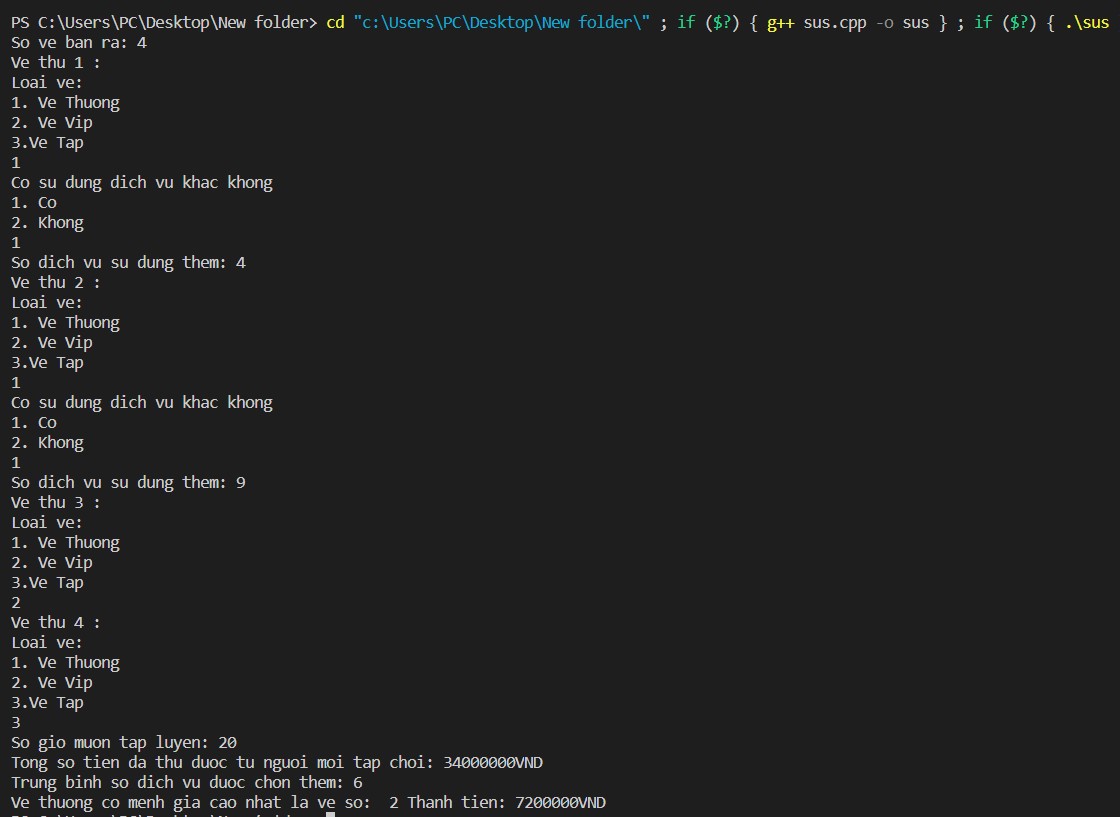 PS C:\Users\PC\Desktop\New folder> cd "c:\Users\PC\Desktop\New folder\" ; if ($?) { g++ sus.cpp -o sus } ; if ($?) { .\sus
So ve ban ra: 4
Ve thu 1 :
Loai ve:
1. Ve Thuong
2. Ve Vip
3.Ve Tap
1
Co su dung dich vu khac khong
1. Co
2. Khong
1
So dich vu su dung them: 4
Ve thu 2 :
Loai ve:
1. Ve Thuong
2. Ve Vip
3.Ve Tap
1
Co su dung dich vu khac khong
1. Co
2. Khong
1
So dich vu su dung them: 9
Ve thu 3 :
Loai ve:
1. Ve Thuong
2. Ve Vip
3.Ve Tap
2
Ve thu 4 :
Loai ve:
1. Ve Thuong
2. Ve Vip
3.Ve Tap
3
So gio muon tap luyen: 20
Tong so tien da thu duoc tu nguoi moi tap choi: 34000000VND
Trung binh so dich vu duoc chon them: 6
Ve thuong co menh gia cao nhat la ve so:  2 Thanh tien: 7200000VND